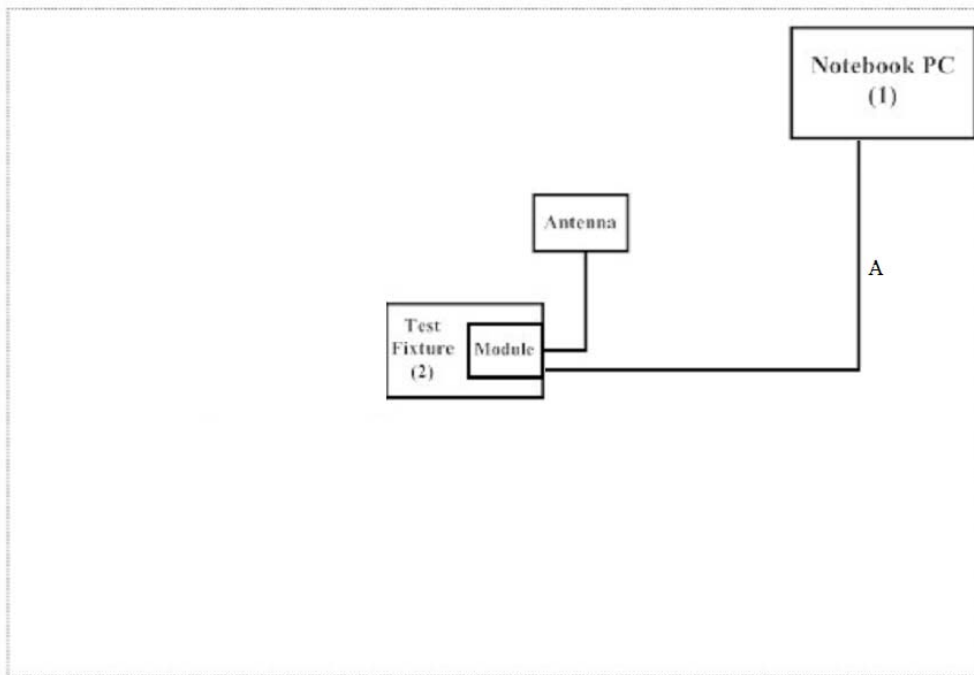 Notebook PC
(1)
Antenna
A
Test
Fixture
(2)
Module